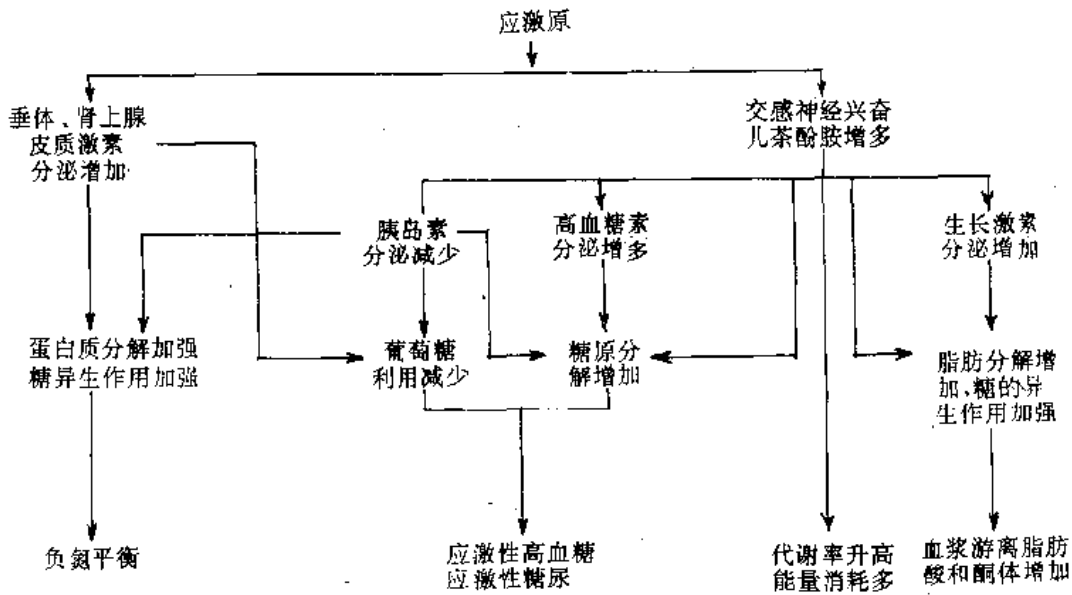 应激原
垂体、肾上腺
皮质激素
分泌增加
交感神经兴奋
儿茶酚胺增多
胰岛素
分泌减少
高血糖素
分泌增多
生长激素
分泌增加
蛋白质分解加强
糖异生作用加强
葡萄糖
利用减少
糖原分
解增加
脂肪分解增
加、糖的异
生作用加强
负氮平衡
应激性高血糖
应激性糖尿
代谢率升高
能量消耗多
血浆游离脂肪
酸和酮体增加